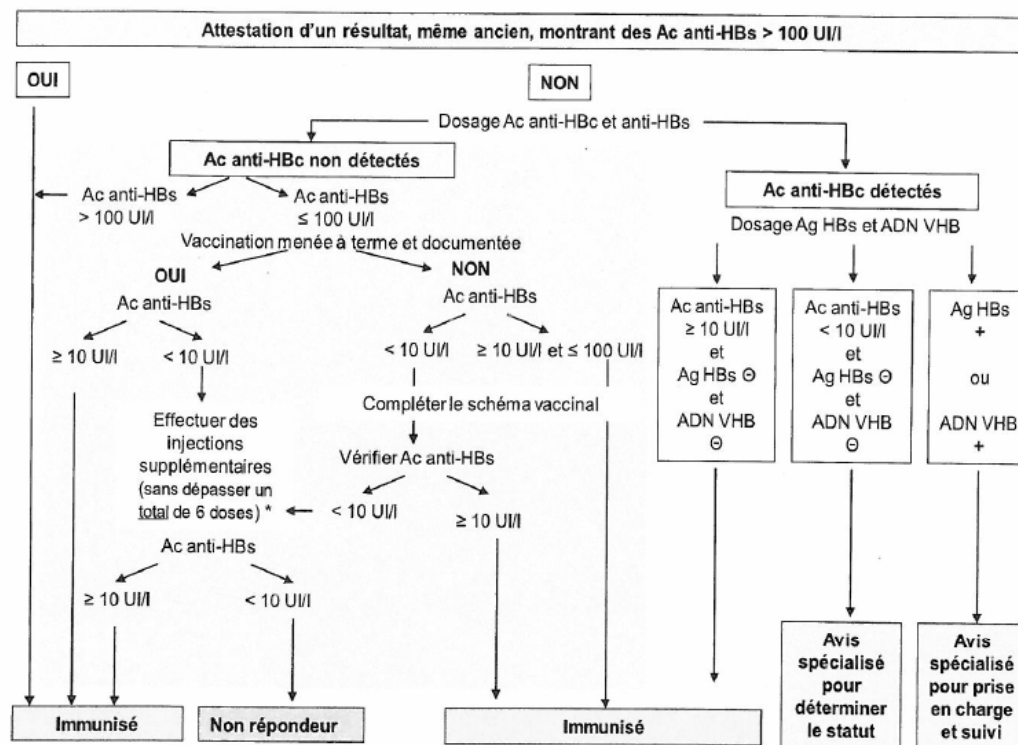 Attestation d'un résultat, même ancien, montrant des Ac anti-HBs > 100 UI/l
OUI
NON
Dosage Ac anti-HBc et anti-HBs
Ac anti-HBc non détectés
Ac anti-HBc détectés
Ac anti-HBs
> 100 UI/l
Ac anti-HBs
≤ 100 UI/l
Dosage Ag HBs et ADN VHB
Vaccination menée à terme et documentée
OUI
NON
Ac anti-HBs
Ac anti-HBs
≥ 10 UI/l
< 10 UI/l
< 10 UI/l
≥ 10 UI/l et ≤ 100 UI/l
Ac anti-HBs
≥ 10 UI/l
et
Ag HBs Θ
et
ADN VHB
Θ
Ac anti-HBs
< 10 UI/l
et
Ag HBs Θ
et
ADN VHB
Θ
Ag HBs
+
ou
ADN VHB
+
Effectuer des
injections
supplémentaires
(sans dépasser un
total de 6 doses) *
Compléter le schéma vaccinal
Vérifier Ac anti-HBs
< 10 UI/l
≥ 10 UI/l
Ac anti-HBs
≥ 10 UI/l
< 10 UI/l
Immunisé
Non répondeur
Immunisé
Avis
spécialisé
pour
déterminer
le statut
Avis
spécialisé
pour prise
en charge
et suivi